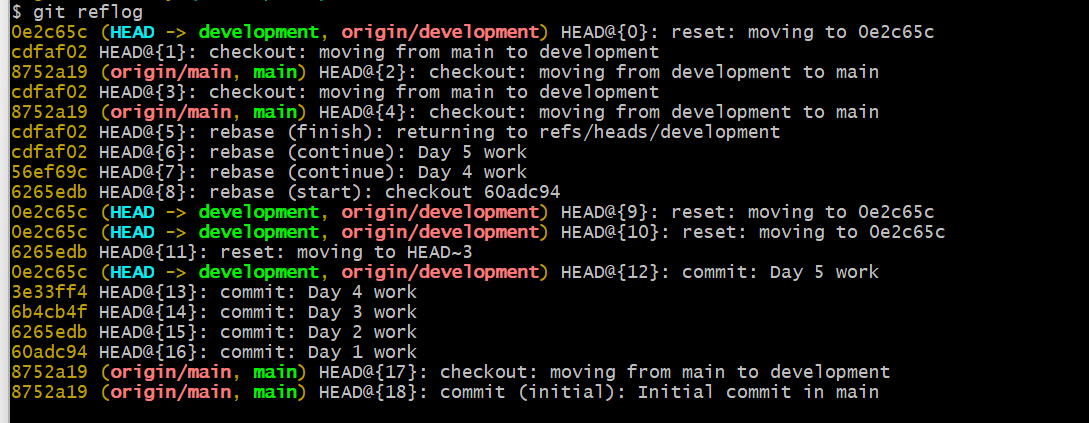 $ git reflog
0e2c65c (HEAD -> development, origin/development) HEAD@{0}: reset: moving to 0e2c65c
cdfaf02 HEAD@{1}: checkout: moving from main to development
8752a19 (origin/main, main) HEAD@{2}: checkout: moving from development to main
cdfaf02 HEAD@{3}: checkout: moving from main to development
8752a19 (origin/main, main) HEAD@{4}: checkout: moving from development to main
cdfaf02 HEAD@{5}: rebase (finish): returning to refs/heads/development
cdfaf02 HEAD@{6}: rebase (continue): Day 5 work
56ef69c HEAD@{7}: rebase (continue): Day 4 work
6265edb HEAD@{8}: rebase (start): checkout 60adc94
0e2c65c (HEAD -> development, origin/development) HEAD@{9}: reset: moving to 0e2c65c
0e2c65c (HEAD -> development, origin/development) HEAD@{10}: reset: moving to 0e2c65c
6265edb HEAD@{11}: reset: moving to HEAD~3
0e2c65c (HEAD -> development, origin/development) HEAD@{12}: commit: Day 5 work
3e33ff4 HEAD@{13}: commit: Day 4 work
6b4cb4f HEAD@{14}: commit: Day 3 work
6265edb HEAD@{15}: commit: Day 2 work
60adc94 HEAD@{16}: commit: Day 1 work
8752a19 (origin/main, main) HEAD@{17}: checkout: moving from main to development
8752a19 (origin/main, main) HEAD@{18}: commit (initial): Initial commit in main